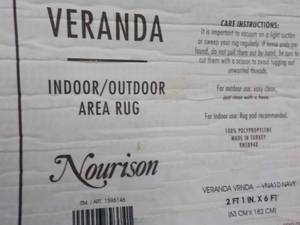 VERANDA
INDOOR/OUTDOOR
AREA RUG
Nourison
CARE INSTRUCTIONS:
It is important to vacuum on a light suction
or sweep your rug regularly. If loose ends are
found, do not pull them out by hand, be sure to
cut them with a scissor to avoid tugging out
unwanted threads.
For outdoor use: easy clean,
just clean with a hose.
For indoor use: Rug pad recommended.
100% POLYPROPYLENE
MADE IN TURKEY
VERANDA VRNDA - VNA10 NAVY
2 FT 1 IN. X 6 FT
(63 CM X 182 CM)